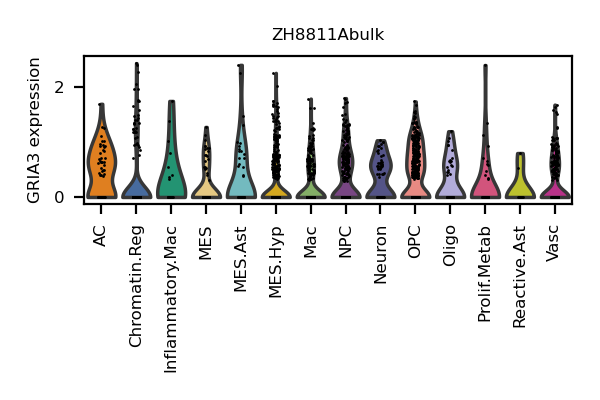 ZH8811Abulk
GRIA3 expression
2
0
AC
Chromatin.Reg
Inflammatory.Mac
MES
MES.Ast
MES.Hyp
Mac
NPC
Neuron
OPC
Oligo
Prolif.Metab
Reactive.Ast
Vasc